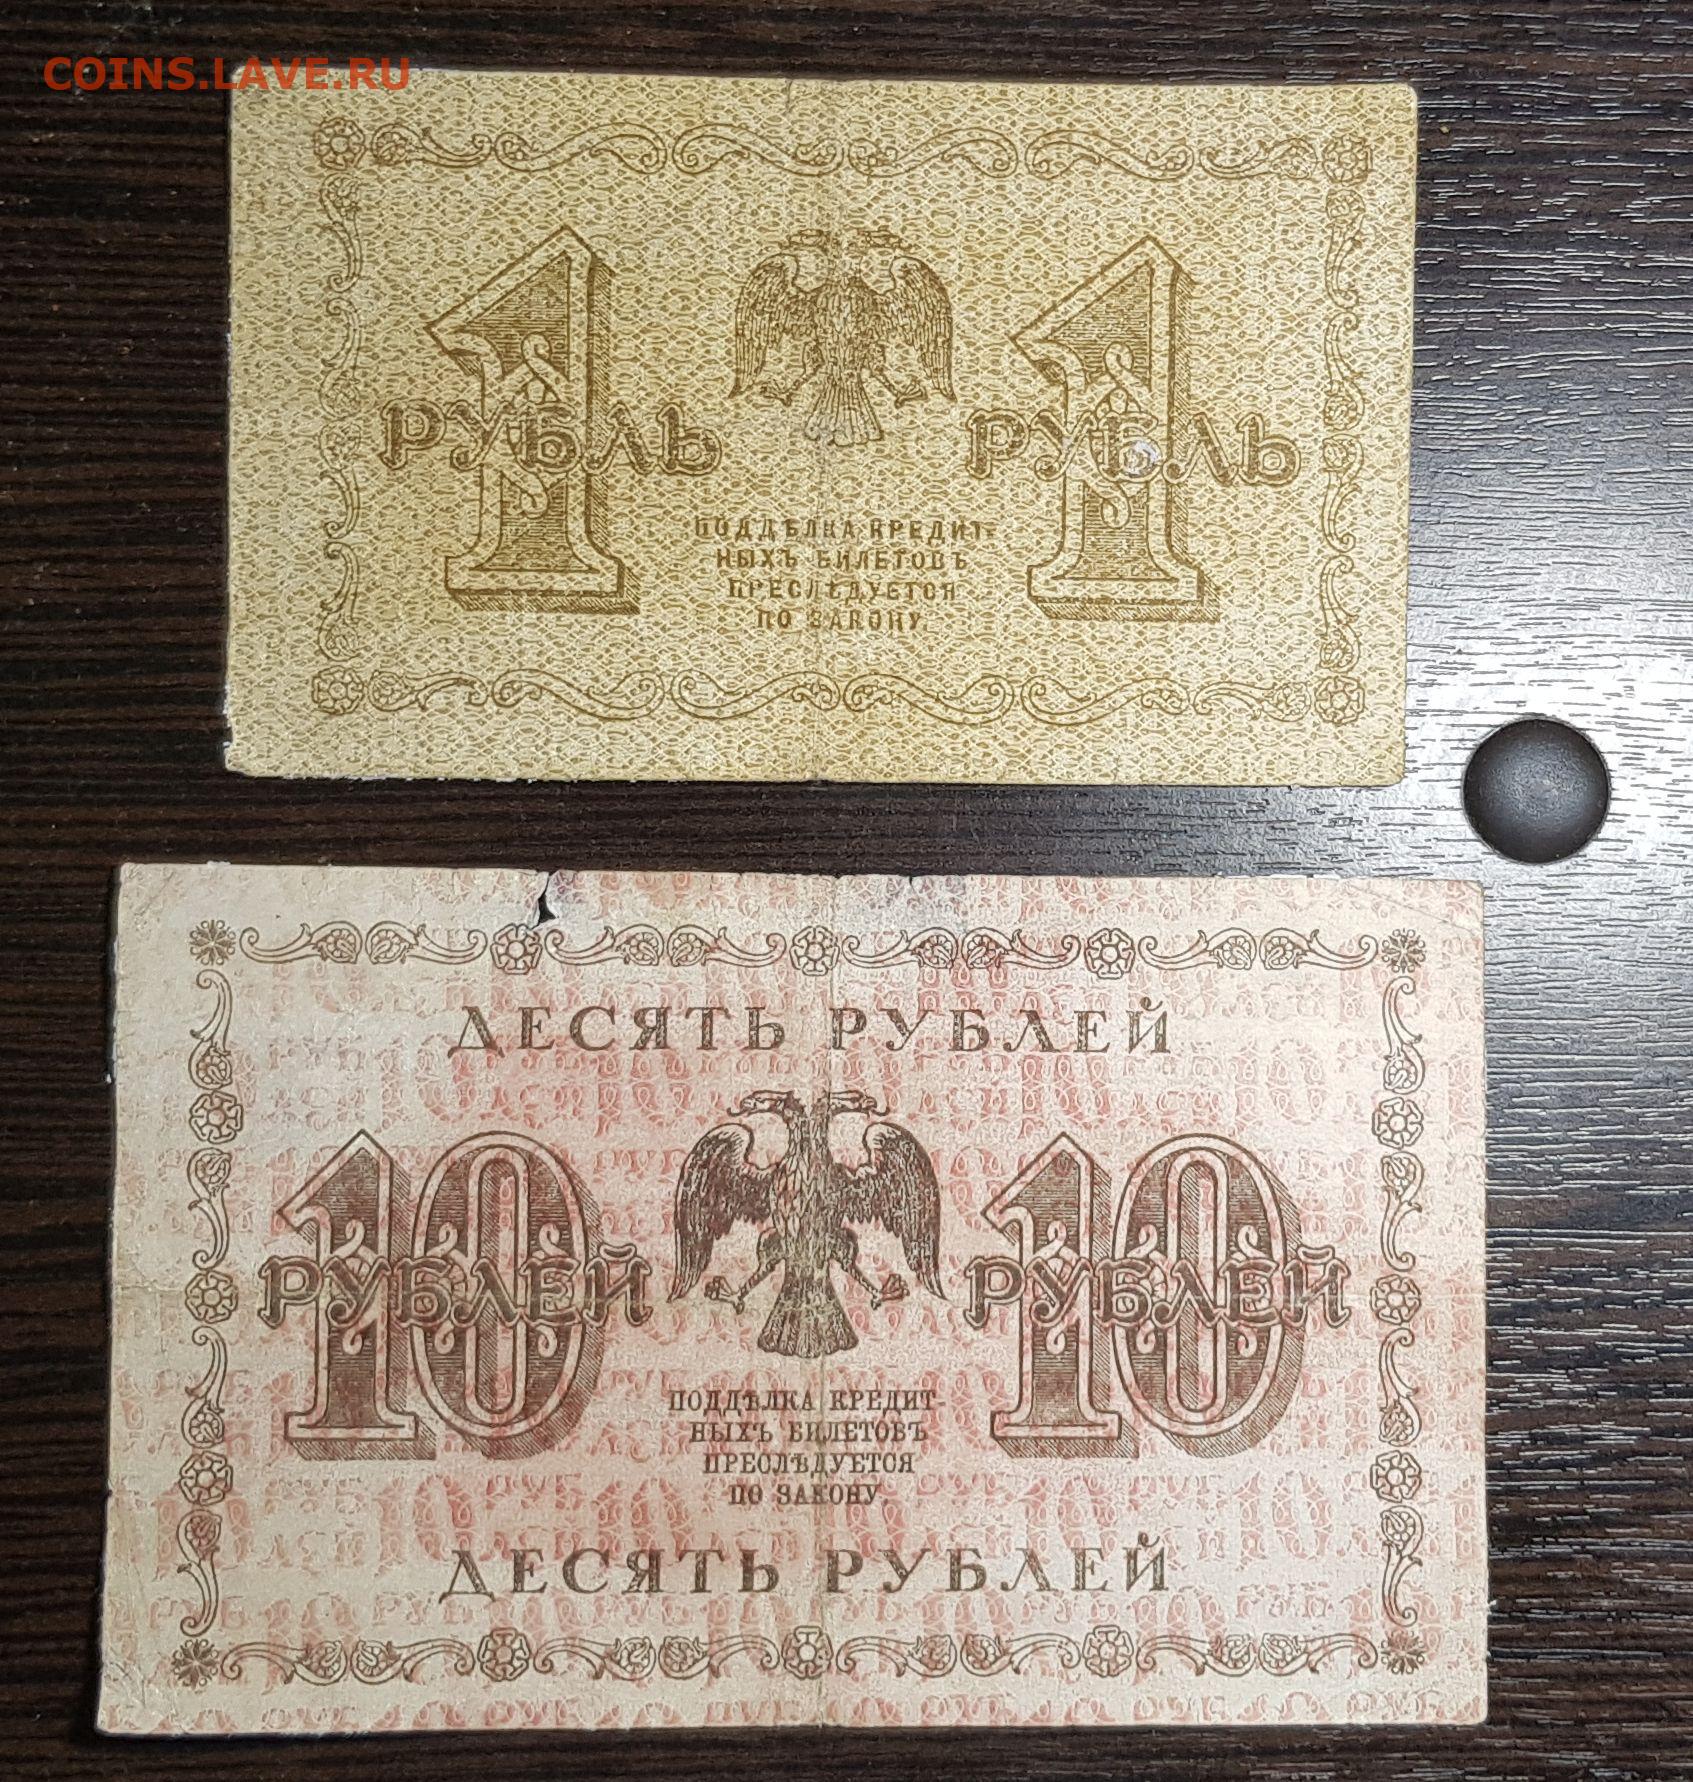 COINS.LAVE.RU
1 1
РУБЛЬ РУБЛЬ
ПОДДѢЛКА КРЕДИТ-
НЫХЪ БИЛЕТОВЪ
ПРЕСЛѢДУЕТСЯ
ПО ЗАКОНУ.
ДЕСЯТЬ РУБЛЕЙ
10 10
РУБЛЕЙ РУБЛЕЙ
ПОДДѢЛКА КРЕДИТ-
НЫХЪ БИЛЕТОВЪ
ПРЕСЛѢДУЕТСЯ
ПО ЗАКОНУ.
ДЕСЯТЬ РУБЛЕЙ